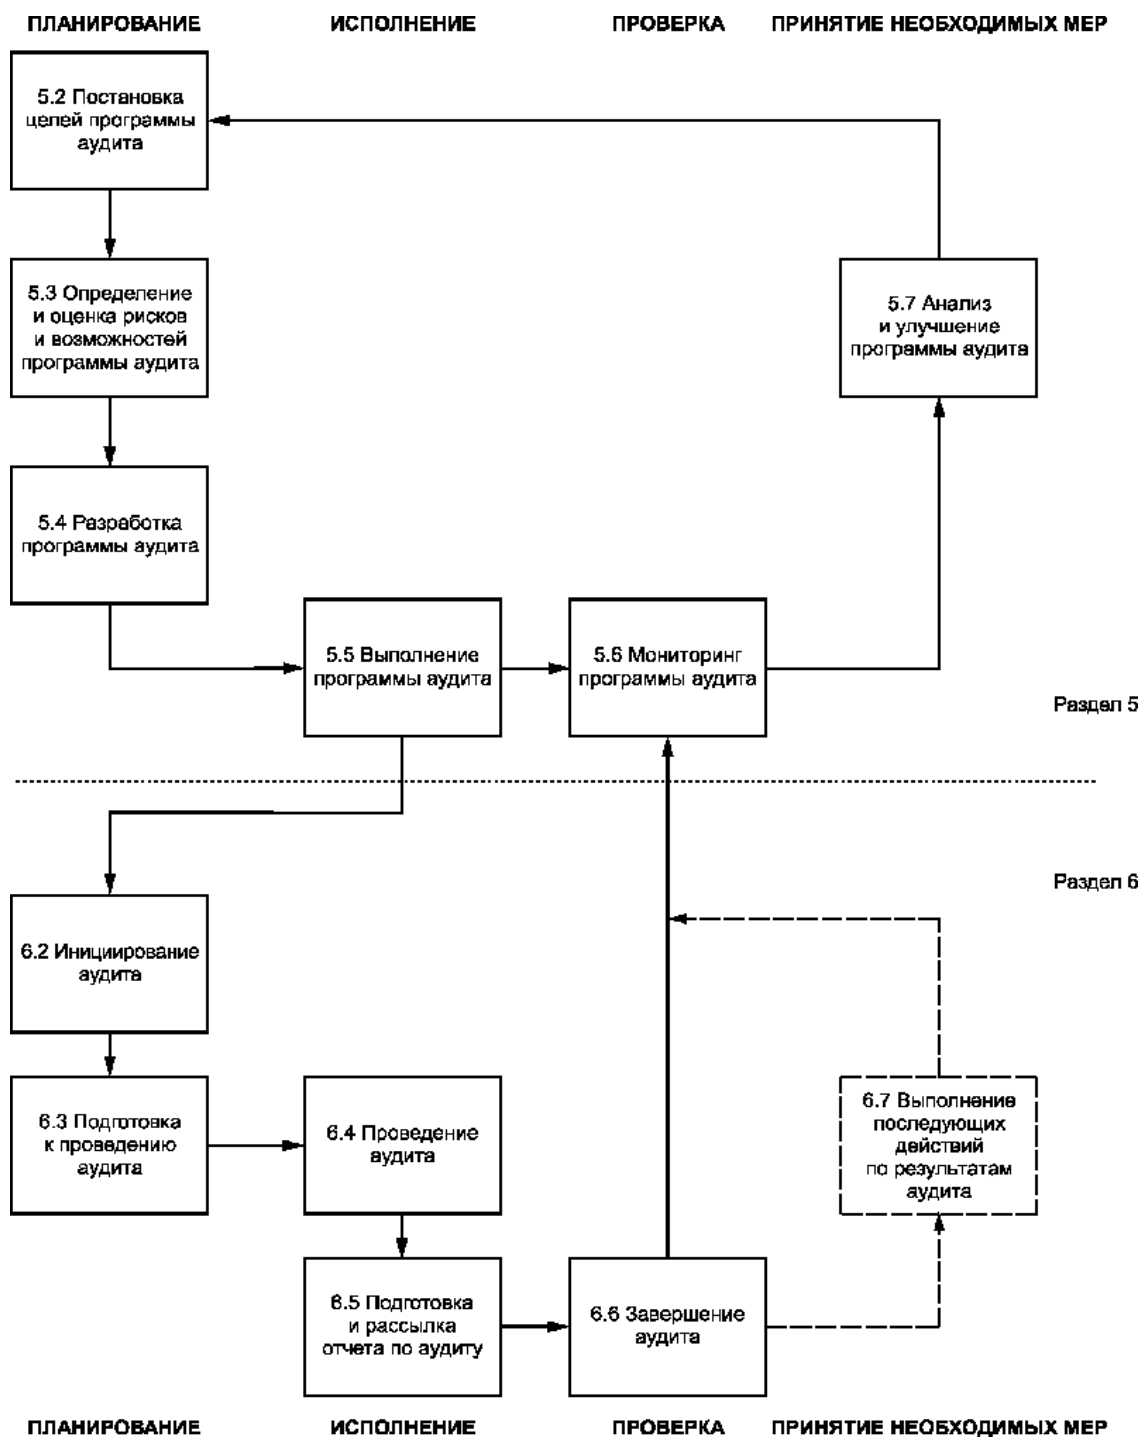 ПЛАНИРОВАНИЕ
ИСПОЛНЕНИЕ
ПРОВЕРКА
ПРИНЯТИЕ НЕОБХОДИМЫХ МЕР
5.2 Постановка
целей программы
аудита
5.3 Определение
и оценка рисков
и возможностей
программы аудита
5.7 Анализ
и улучшение
программы аудита
5.4 Разработка
программы аудита
5.5 Выполнение
программы аудита
5.6 Мониторинг
программы аудита
Раздел 5
Раздел 6
6.2 Инициирование
аудита
6.3 Подготовка
к проведению
аудита
6.4 Проведение
аудита
6.7 Выполнение
последующих
действий
по результатам
аудита
6.5 Подготовка
и рассылка
отчета по аудиту
6.6 Завершение
аудита
ПЛАНИРОВАНИЕ
ИСПОЛНЕНИЕ
ПРОВЕРКА
ПРИНЯТИЕ НЕОБХОДИМЫХ МЕР